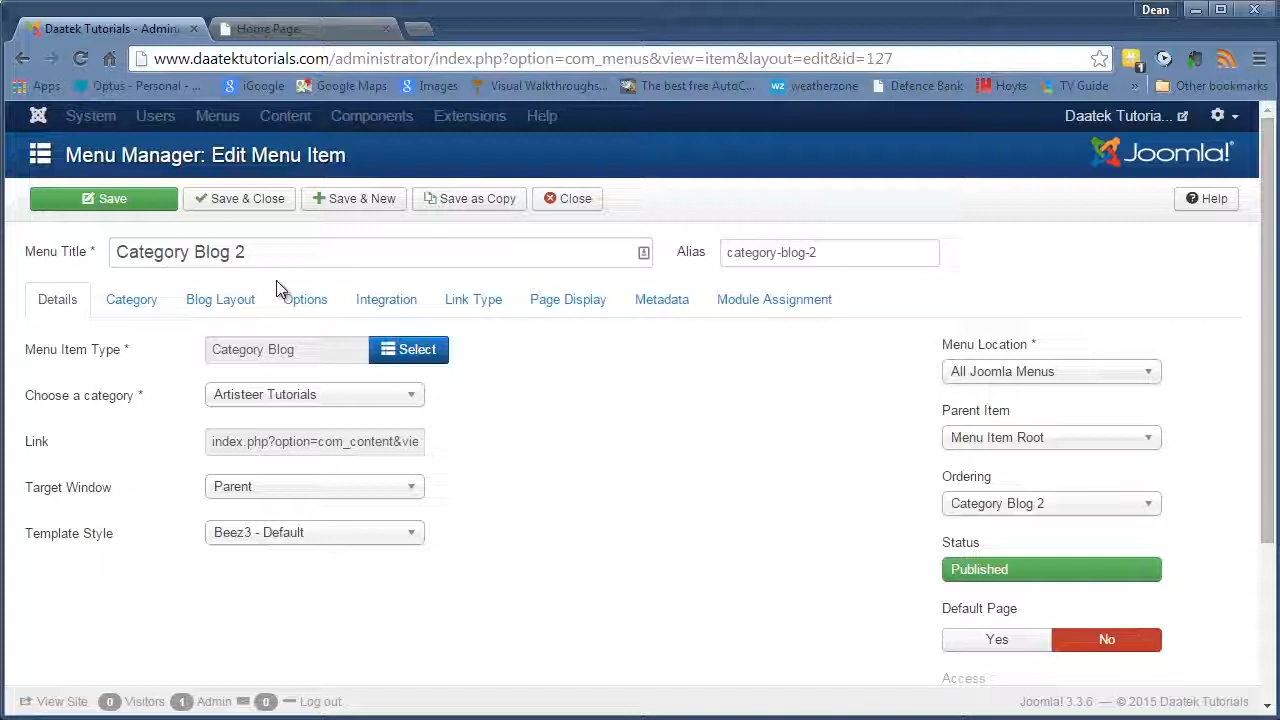 Dean
Daatek Tutorials - Admin
Home Page
www.daatektutorials.com/administrator/index.php?option=com_menus&view=item&layout=edit&id=127
Apps
Optus - Personal - ...
iGoogle
Google Maps
Images
Visual Walkthroughs...
The best free AutoC...
wz weatherzone
Defence Bank
Hoyts
TV Guide
»
Other bookmarks
System
Users
Menus
Content
Components
Extensions
Help
Daatek Tutoria...
Menu Manager: Edit Menu Item
Joomla!
Save
Save & Close
Save & New
Save as Copy
Close
Help
Menu Title *
Category Blog 2
Alias
category-blog-2
Details
Category
Blog Layout
Options
Integration
Link Type
Page Display
Metadata
Module Assignment
Menu Item Type *
Category Blog
Select
Choose a category *
Artisteer Tutorials
Link
index.php?option=com_content&vie
Target Window
Parent
Template Style
Beez3 - Default
Menu Location *
All Joomla Menus
Parent Item
Menu Item Root
Ordering
Category Blog 2
Status
Published
Default Page
Yes
No
Access
View Site
0 Visitors
1 Admin
0
Log out
Joomla! 3.3.6 — © 2015 Daatek Tutorials